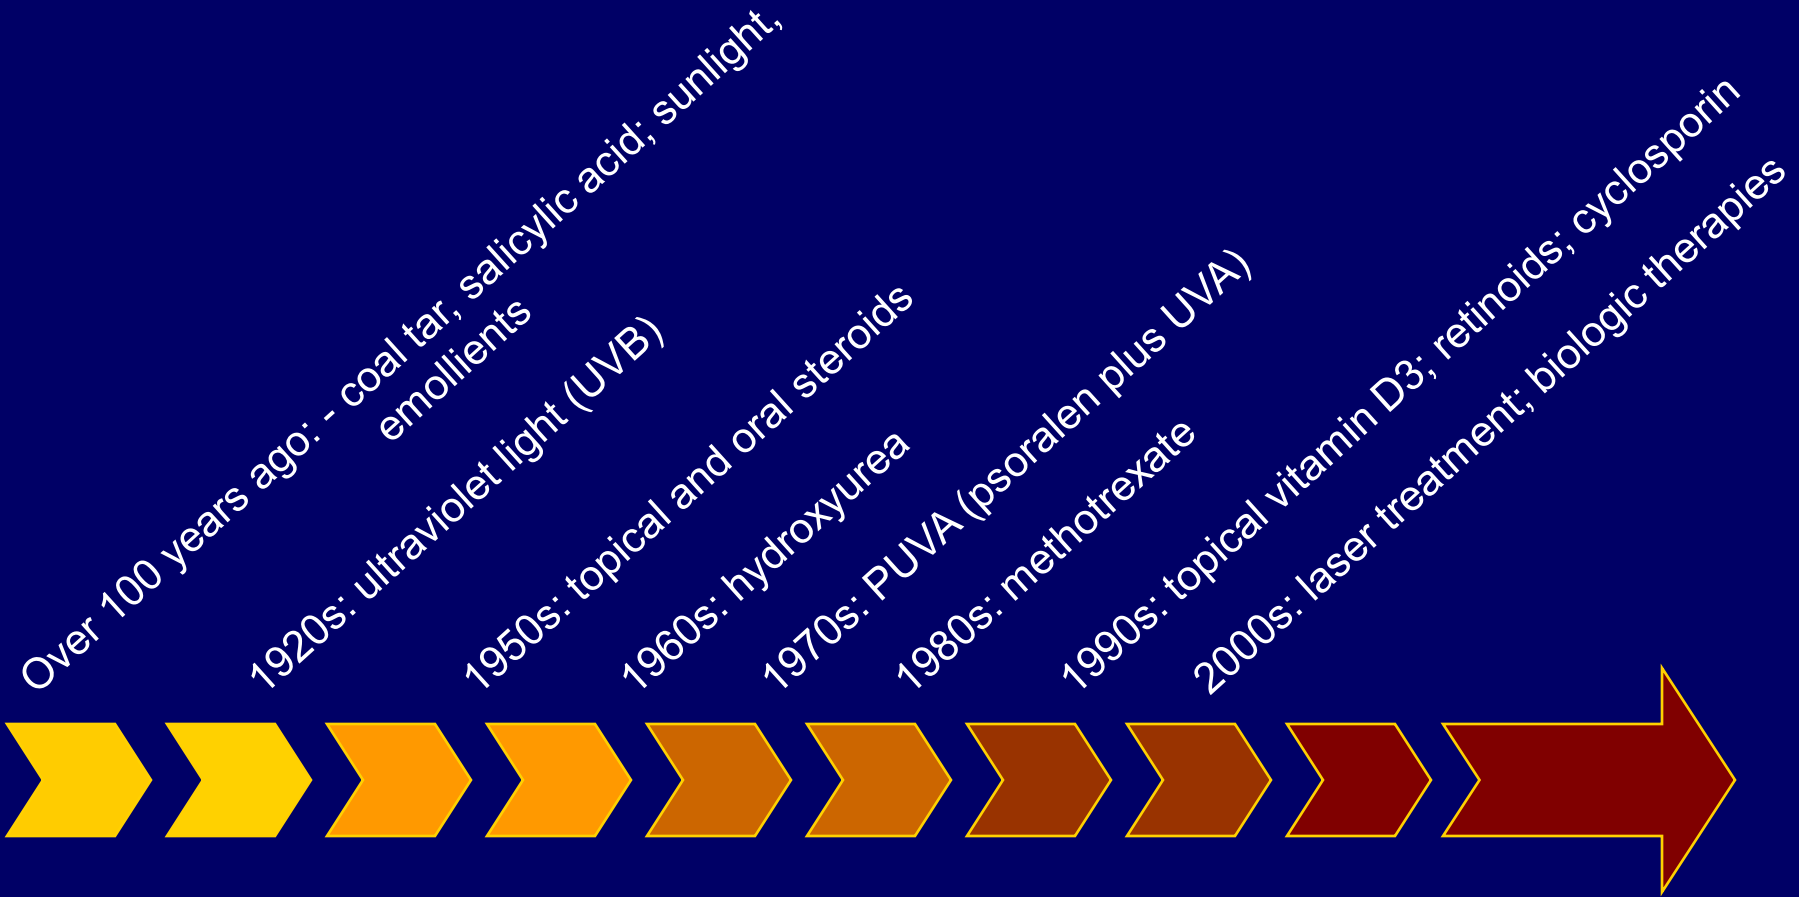 Over 100 years ago: - coal tar, salicylic acid; sunlight,
emollients
1920s: ultraviolet light (UVB)
1950s: topical and oral steroids
1960s: hydroxyurea
1970s: PUVA (psoralen plus UVA)
1980s: methotrexate
1990s: topical vitamin D3; retinoids; cyclosporin
2000s: laser treatment; biologic therapies